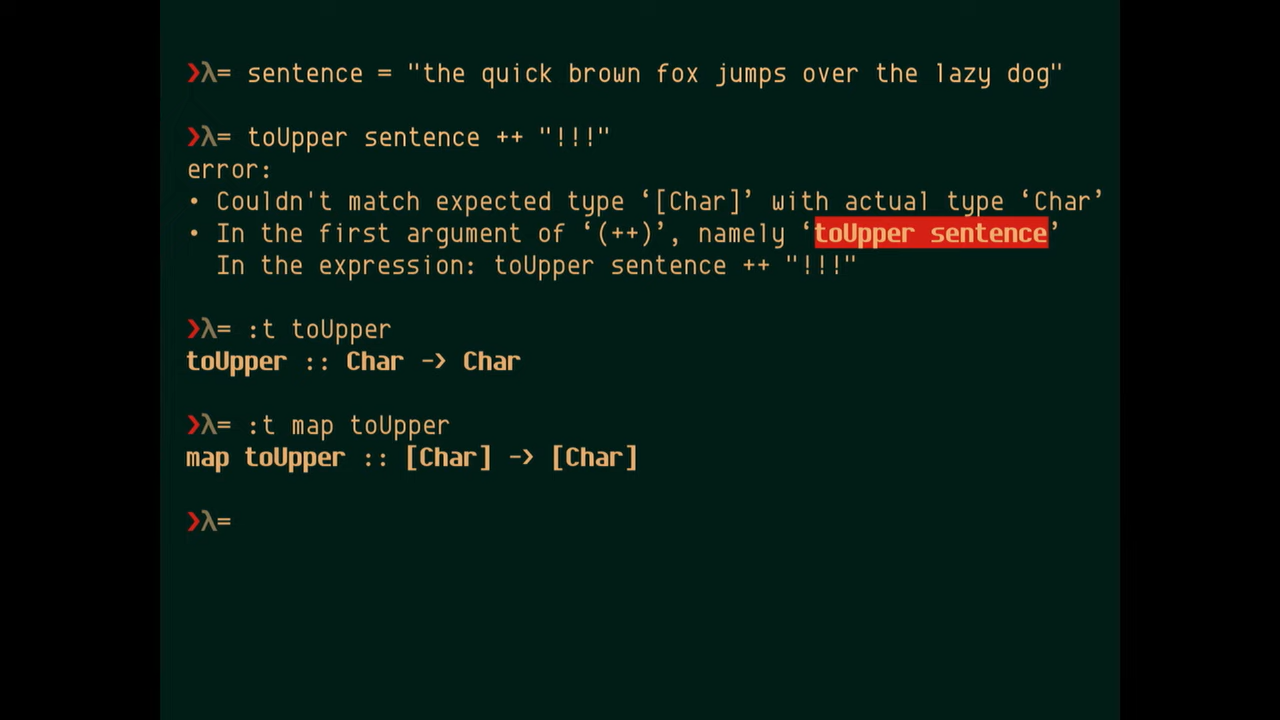 ❯λ= sentence = "the quick brown fox jumps over the lazy dog"
❯λ= toUpper sentence ++ "!!!"
error:
• Couldn't match expected type ‘[Char]’ with actual type ‘Char’
• In the first argument of ‘(++)’, namely ‘toUpper sentence’
In the expression: toUpper sentence ++ "!!!"
❯λ= :t toUpper
toUpper :: Char -> Char
❯λ= :t map toUpper
map toUpper :: [Char] -> [Char]
❯λ=